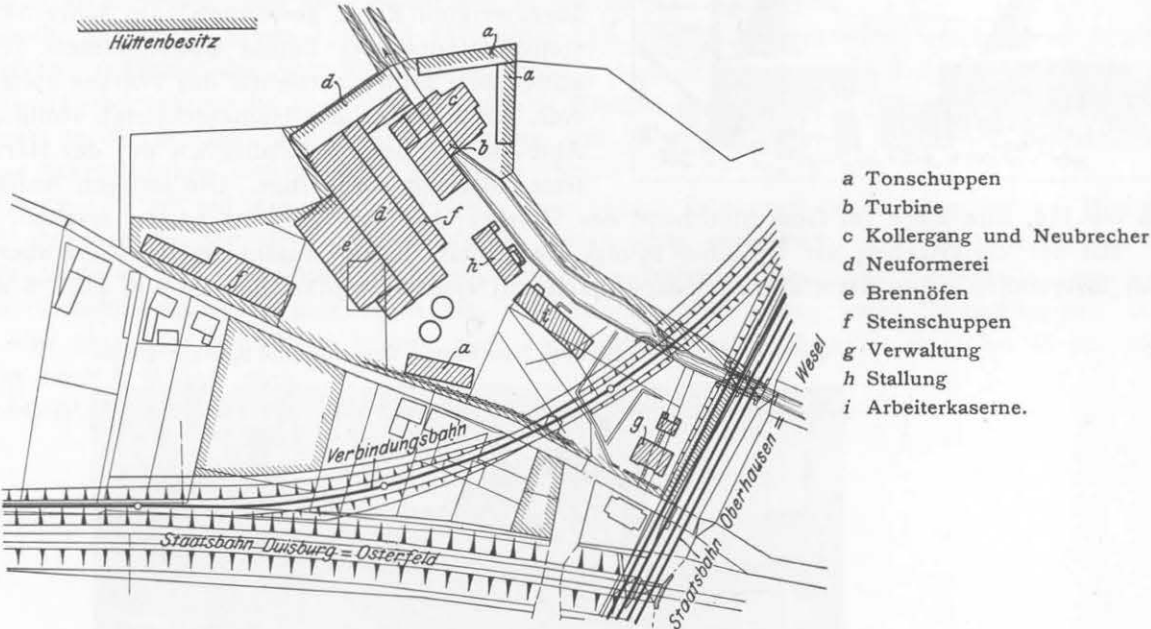 Hüttenbesitz
a
a
d
c
b
d
f
e
h
f
i
a
g
Verbindungsbahn
Staatsbahn Duisburg = Osterfeld
Staatsbahn Oberhausen = Wesel
a Tonschuppen
b Turbine
c Kollergang und Neubrecher
d Neuformerei
e Brennöfen
f Steinschuppen
g Verwaltung
h Stallung
i Arbeiterkaserne.